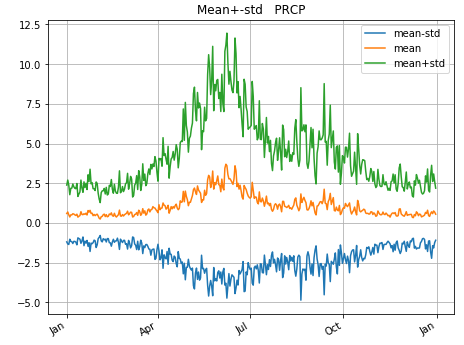 Mean+-std   PRCP
mean-std
mean
mean+std
12.5
10.0
7.5
5.0
2.5
0.0
−2.5
−5.0
Jan
Apr
Jul
Oct
Jan